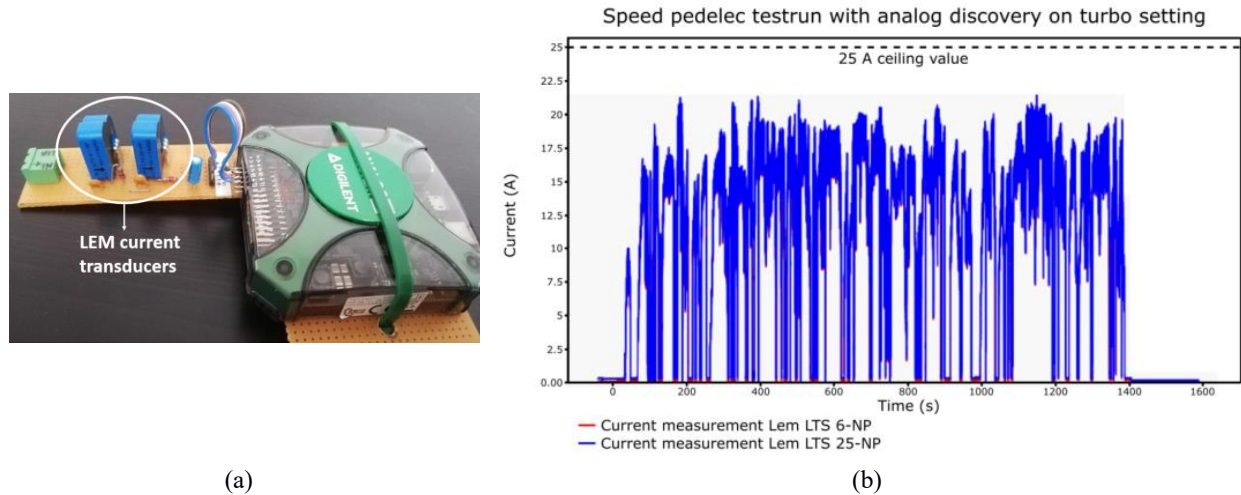 Speed pedelec testrun with analog discovery on turbo setting
DIGILENT
LEM current
transducers
25 A ceiling value
Current (A)
25
22.5
20
17.5
15
12.5
10
7.5
5
2.5
0.00
0 200 400 600 800 1000 1200 1400 1600
Time (s)
Current measurement Lem LTS 6-NP
Current measurement Lem LTS 25-NP
(a)
(b)